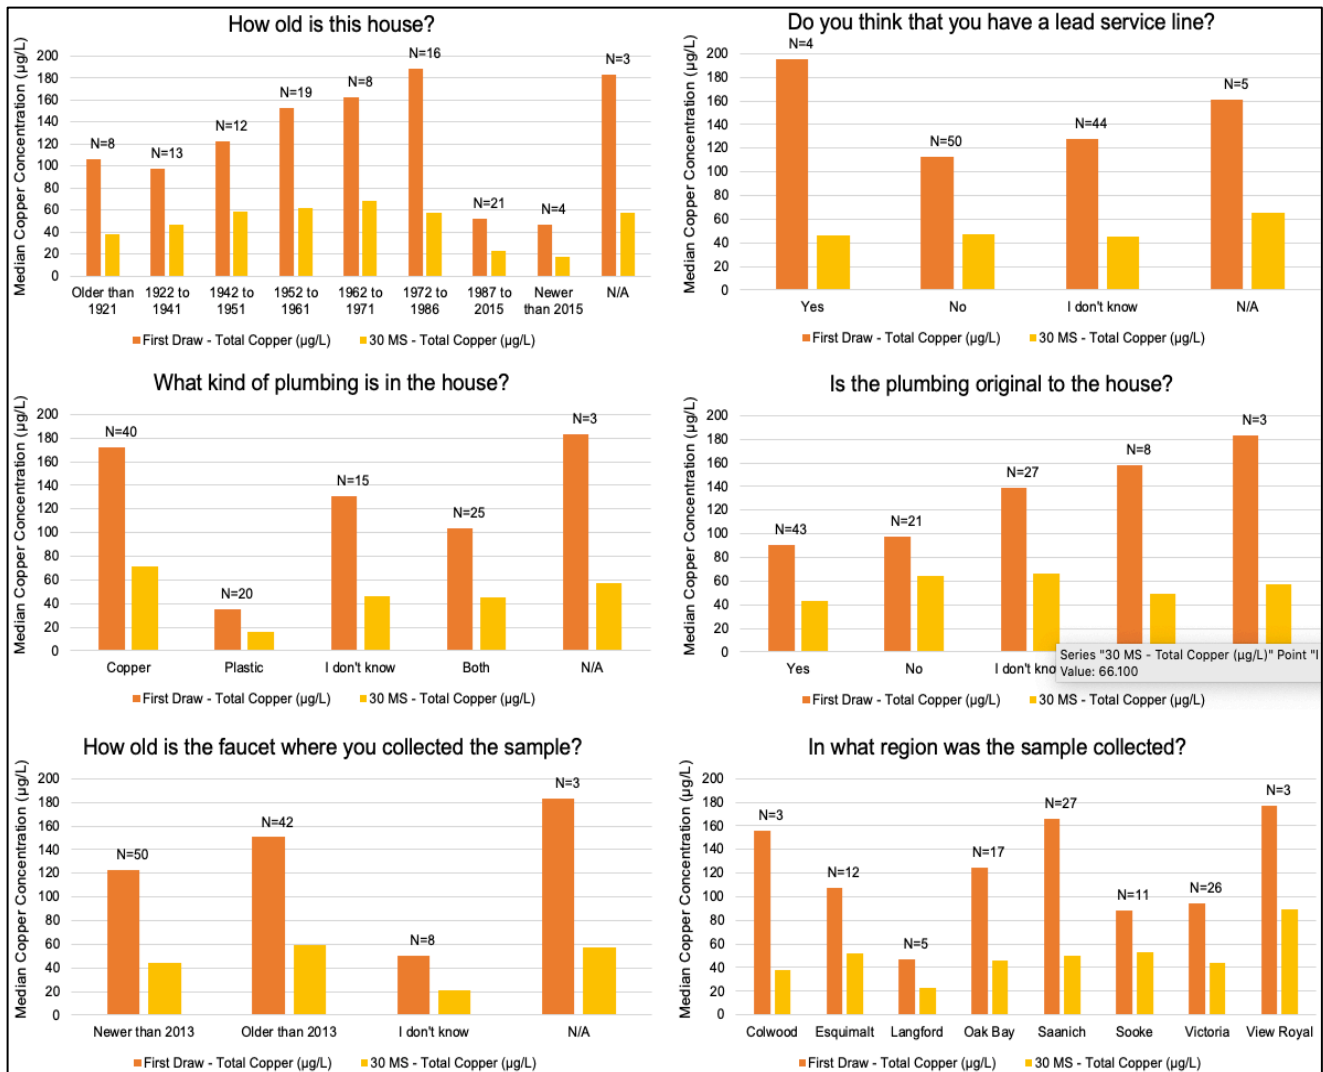 How old is this house?
Median Copper Concentration (µg/L)
200
180
160
140
120
100
80
60
40
20
0
N=8
N=13
N=12
N=19
N=8
N=16
N=21
N=4
N=3
Older than 1921
1922 to 1941
1942 to 1951
1952 to 1961
1962 to 1971
1972 to 1986
1987 to 2015
Newer than 2015
N/A
First Draw - Total Copper (µg/L)
30 MS - Total Copper (µg/L)
Do you think that you have a lead service line?
Median Copper Concentration (µg/L)
200
180
160
140
120
100
80
60
40
20
0
N=4
N=50
N=44
N=5
Yes
No
I don't know
N/A
First Draw - Total Copper (µg/L)
30 MS - Total Copper (µg/L)
What kind of plumbing is in the house?
Median Copper Concentration (µg/L)
200
180
160
140
120
100
80
60
40
20
0
N=40
N=20
N=15
N=25
N=3
Copper
Plastic
I don't know
Both
N/A
First Draw - Total Copper (µg/L)
30 MS - Total Copper (µg/L)
Is the plumbing original to the house?
Median Copper Concentration (µg/L)
200
180
160
140
120
100
80
60
40
20
0
N=43
N=21
N=27
N=8
N=3
Yes
No
I don't kno
Series "30 MS - Total Copper (µg/L)" Point "I
Value: 66.100
First Draw - Total Copper (µg/L)
30 MS - Total Copper (µg/L)
How old is the faucet where you collected the sample?
Median Copper Concentration (µg/L)
200
180
160
140
120
100
80
60
40
20
0
N=50
N=42
N=8
N=3
Newer than 2013
Older than 2013
I don't know
N/A
First Draw - Total Copper (µg/L)
30 MS - Total Copper (µg/L)
In what region was the sample collected?
Median Copper Concentration (µg/L)
200
180
160
140
120
100
80
60
40
20
0
N=3
N=12
N=5
N=17
N=27
N=11
N=26
N=3
Colwood
Esquimalt
Langford
Oak Bay
Saanich
Sooke
Victoria
View Royal
First Draw - Total Copper (µg/L)
30 MS - Total Copper (µg/L)